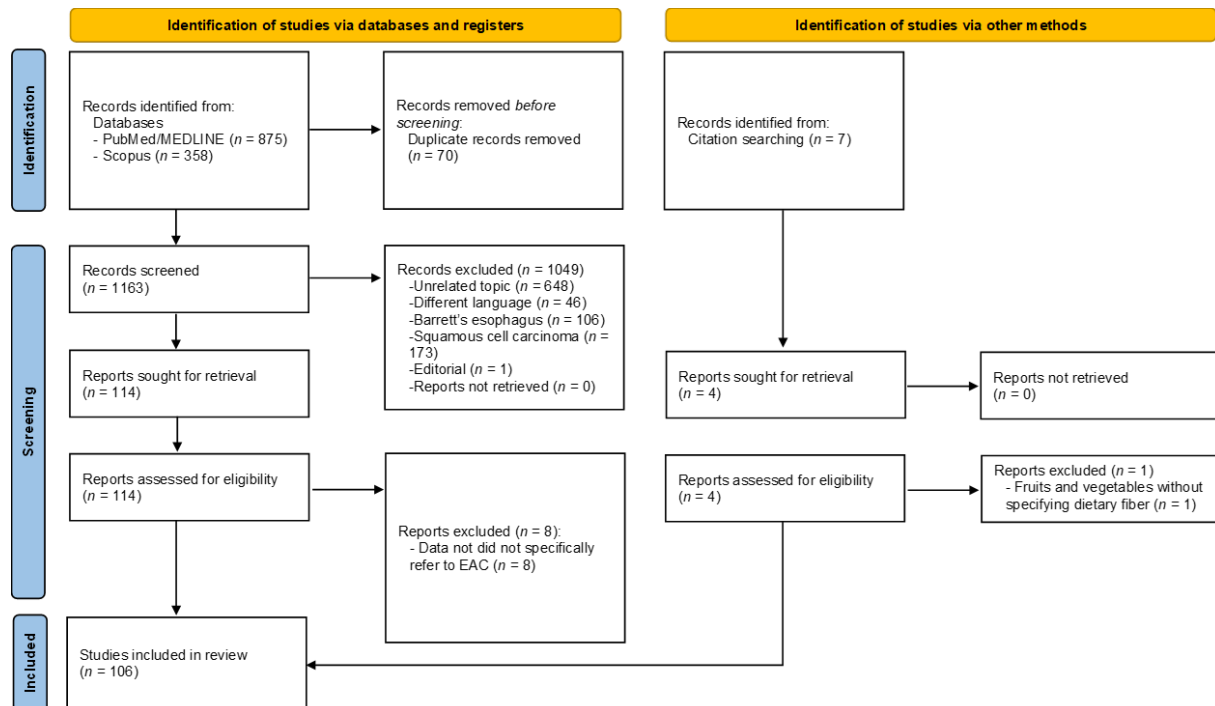 Identification of studies via databases and registers
Identification of studies via other methods
Identification
Records identified from:
Databases
- PubMed/MEDLINE (n = 875)
- Scopus (n = 358)
Records removed before
screening:
Duplicate records removed
(n = 70)
Records identified from:
Citation searching (n = 7)
Screening
Records screened
(n = 1163)
Records excluded (n = 1049)
-Unrelated topic (n = 648)
-Different language (n = 46)
-Barrett's esophagus (n = 106)
-Squamous cell carcinoma (n =
173)
-Editorial (n = 1)
-Reports not retrieved (n = 0)
Reports sought for retrieval
(n = 114)
Reports sought for retrieval
(n = 4)
Reports not retrieved
(n = 0)
Reports assessed for eligibility
(n = 114)
Reports excluded (n = 8):
- Data not did not specifically
refer to EAC (n = 8)
Reports assessed for eligibility
(n = 4)
Reports excluded (n = 1)
- Fruits and vegetables without
specifying dietary fiber (n = 1)
Included
Studies included in review
(n = 106)